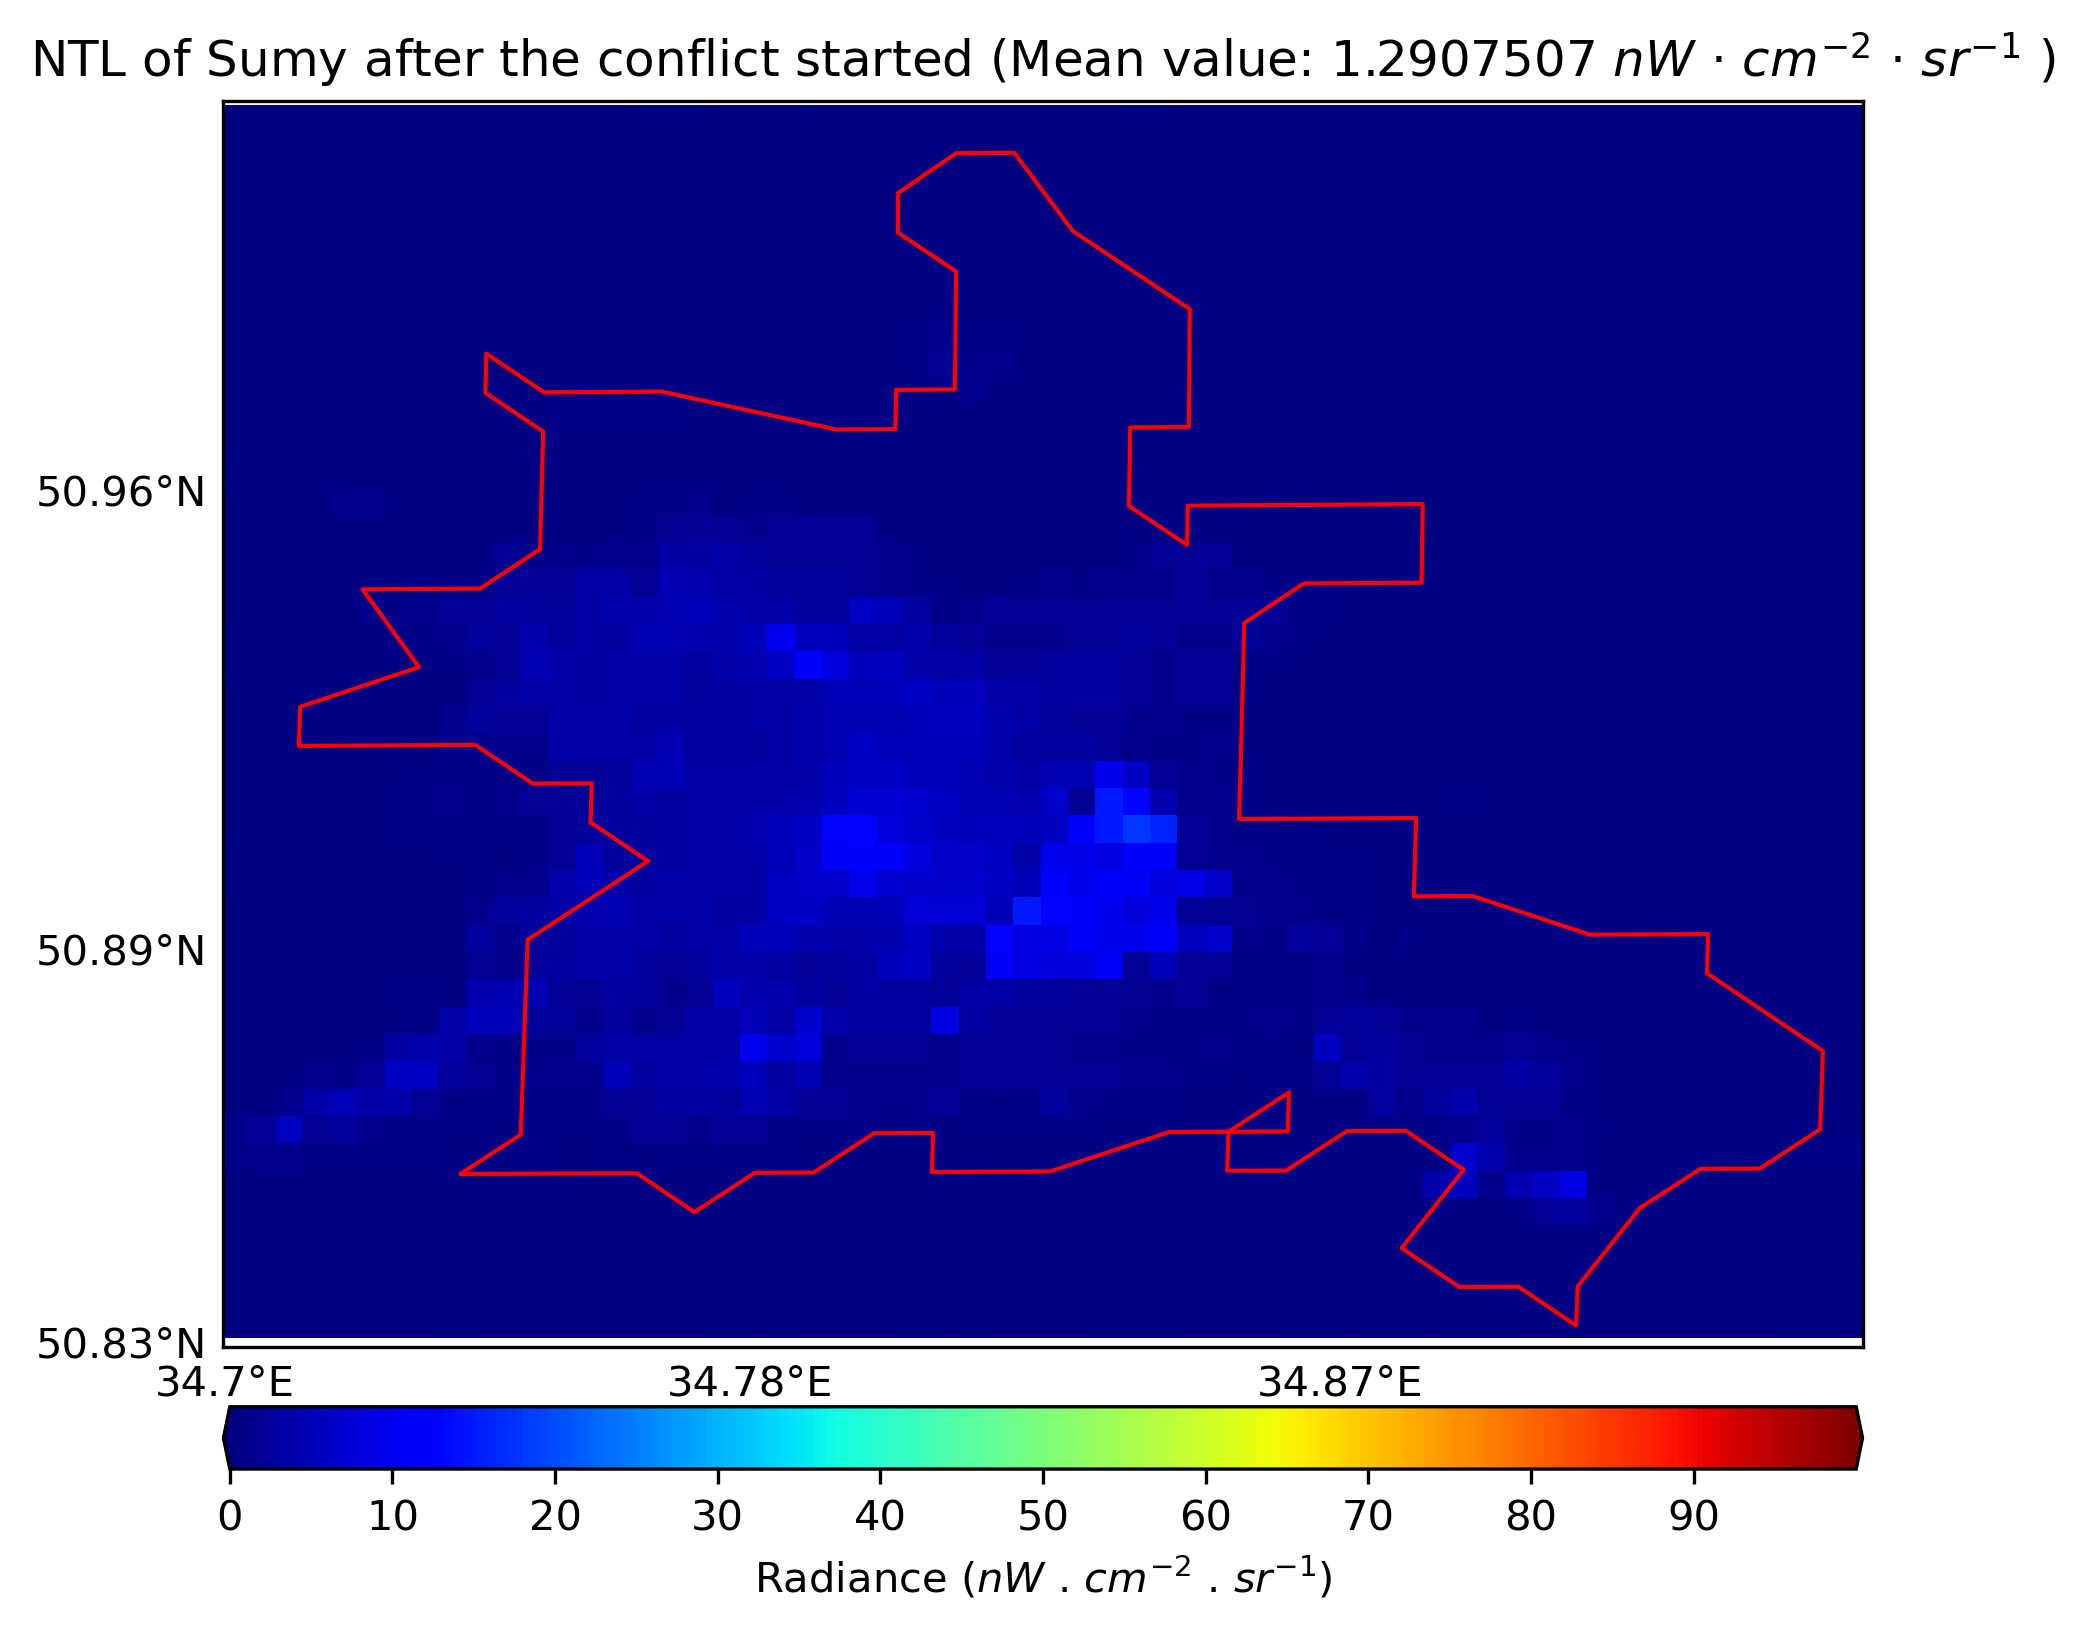 NTL of Sumy after the conflict started (Mean value: 1.2907507 nW · cm⁻² · sr⁻¹ )
50.96°N
50.89°N
50.83°N
34.7°E 34.78°E 34.87°E
0 10 20 30 40 50 60 70 80 90
Radiance (nW . cm⁻² . sr⁻¹)